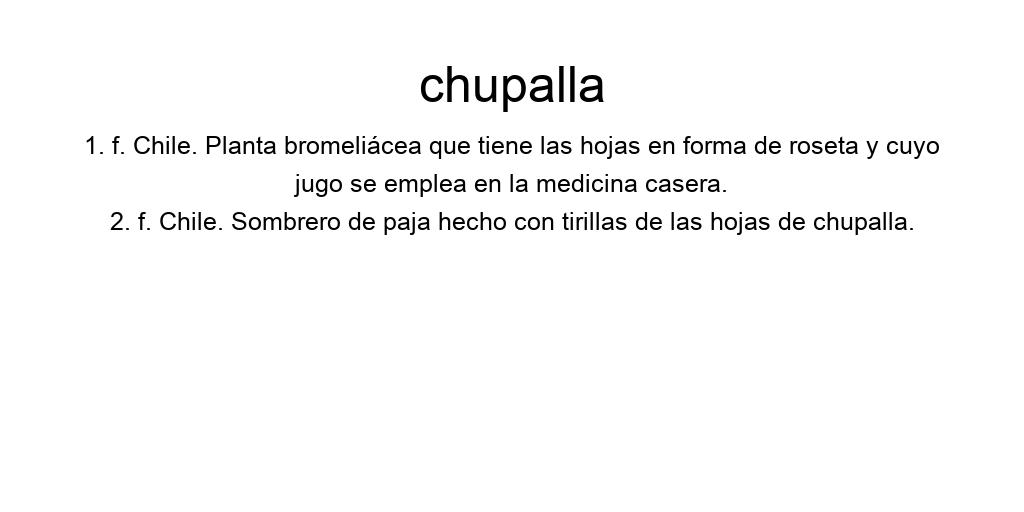 chupalla
1. f. Chile. Planta bromeliácea que tiene las hojas en forma de roseta y cuyo
jugo se emplea en la medicina casera.
2. f. Chile. Sombrero de paja hecho con tirillas de las hojas de chupalla.